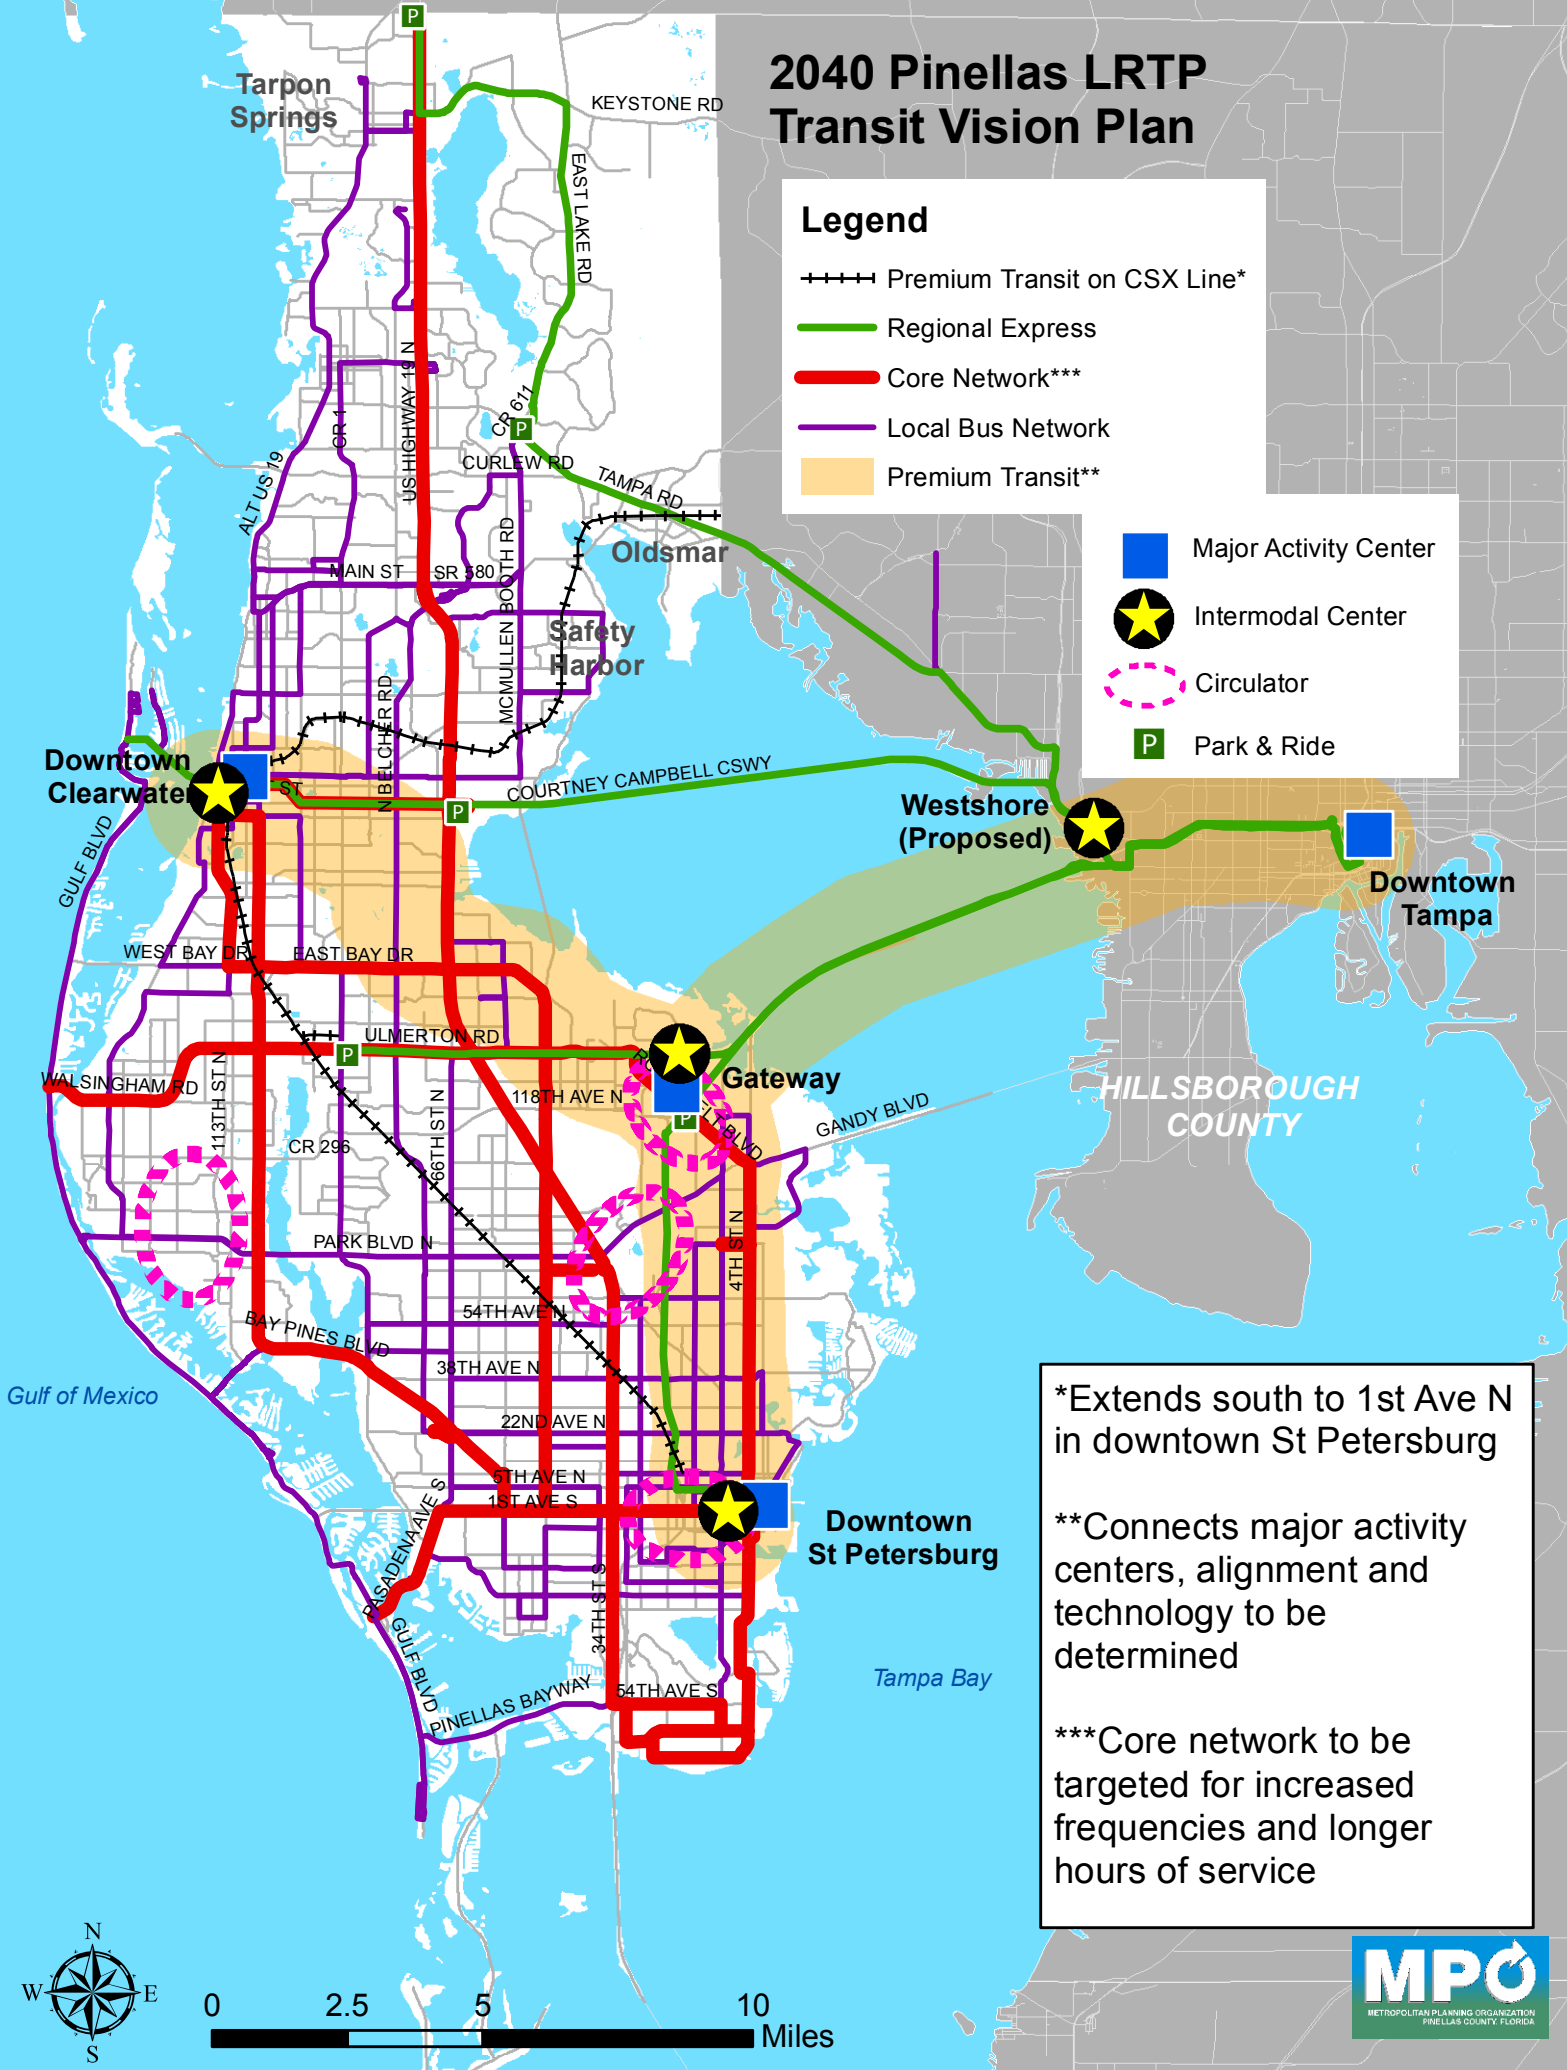 2040 Pinellas LRTP
Transit Vision Plan
Legend
Premium Transit on CSX Line*
Regional Express
Core Network***
Local Bus Network
Premium Transit**
Major Activity Center
Intermodal Center
Circulator
P
Park & Ride
P
Tarpon
Springs
KEYSTONE RD
EAST LAKE RD
US HIGHWAY 19 N
CR 1
CR 611
P
CURLEW RD
TAMPA RD
ALT US 19
Oldsmar
MAIN ST
SR 580
MCMULLEN BOOTH RD
Safety
Harbor
N BELCHER RD
Downtown
Clearwater
ST
P
COURTNEY CAMPBELL CSWY
Westshore
(Proposed)
Downtown
Tampa
GULF BLVD
WEST BAY DR
EAST BAY DR
ULMERTON RD
P
WALSINGHAM RD
113TH ST N
118TH AVE N
Gateway
P
ELT BLVD
GANDY BLVD
HILLSBOROUGH
COUNTY
CR 296
66TH ST N
PARK BLVD N
4TH ST N
54TH AVE N
BAY PINES BLVD
38TH AVE N
Gulf of Mexico
22ND AVE N
5TH AVE N
1ST AVE S
PASADENA AVE S
Downtown
St Petersburg
34TH ST S
GULF BLVD
54TH AVE S
PINELLAS BAYWAY
Tampa Bay
*Extends south to 1st Ave N
in downtown St Petersburg
**Connects major activity
centers, alignment and
technology to be
determined
***Core network to be
targeted for increased
frequencies and longer
hours of service
N
W
E
S
0 2.5 5 10
Miles
MPO
METROPOLITAN PLANNING ORGANIZATION
PINELLAS COUNTY, FLORIDA